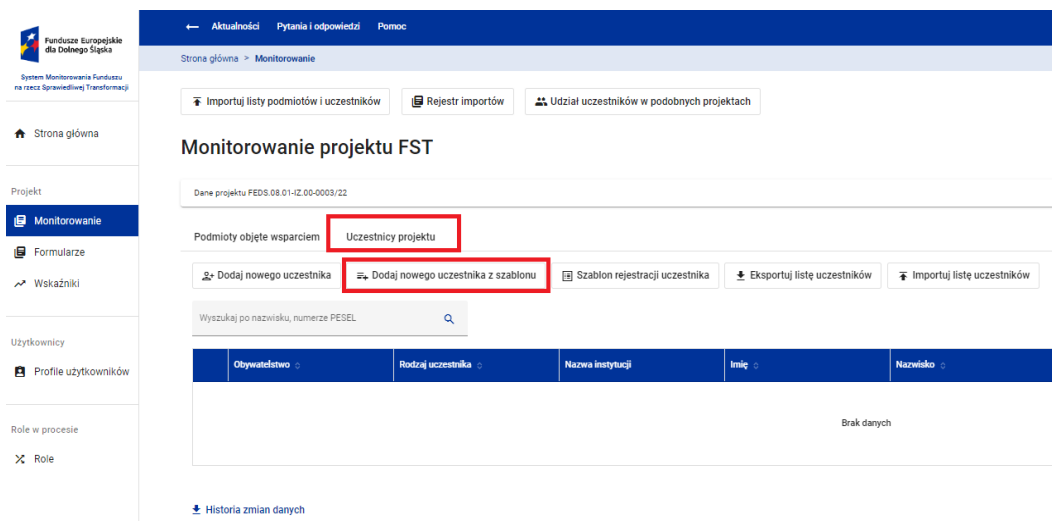 Fundusze Europejskie
dla Dolnego Śląska
System Monitorowania Funduszu
na rzecz Sprawiedliwej Transformacji
Strona główna
Projekt
Monitorowanie
Formularze
Wskaźniki
Użytkownicy
Profile użytkowników
Role w procesie
Role
← Aktualności Pytania i odpowiedzi Pomoc
Strona główna > Monitorowanie
Importuj listy podmiotów i uczestników Rejestr importów Udział uczestników w podobnych projektach
Monitorowanie projektu FST
Dane projektu FEDS.08.01-IZ.00-0003/22
Podmioty objęte wsparciem Uczestnicy projektu
Dodaj nowego uczestnika Dodaj nowego uczestnika z szablonu Szablon rejestracji uczestnika Eksportuj listę uczestników Importuj listę uczestników
Wyszukaj po nazwisku, numerze PESEL
Obywatelstwo Rodzaj uczestnika Nazwa instytucji Imię Nazwisko
Brak danych
Historia zmian danych